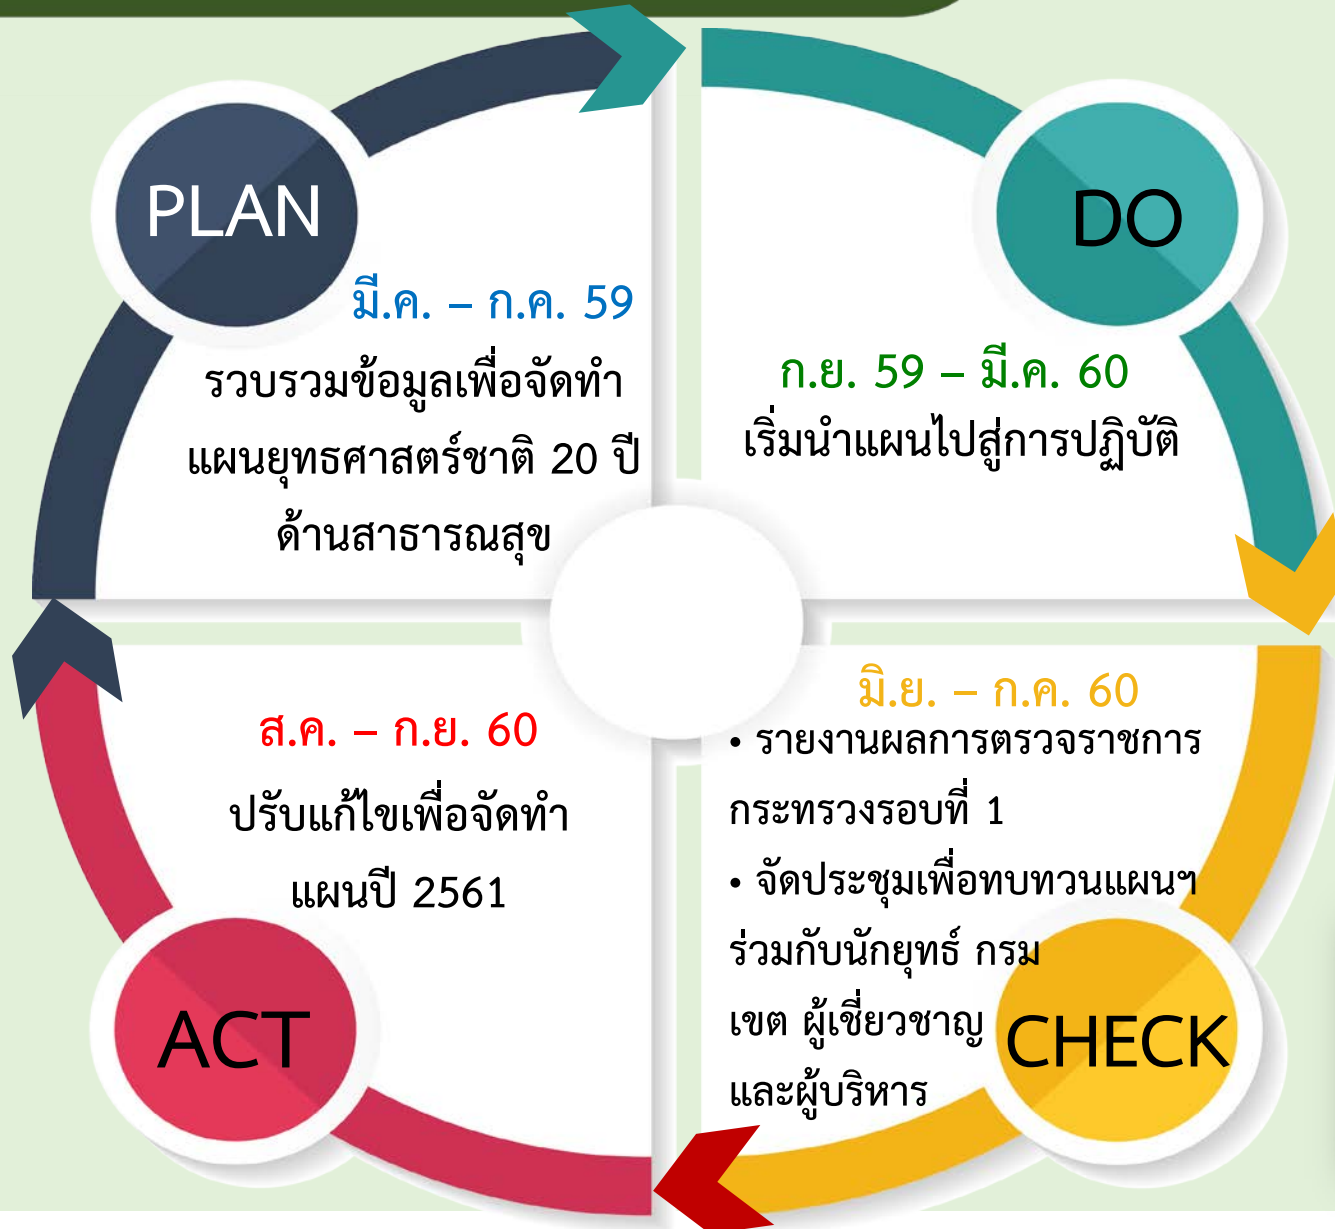 PLAN
มี.ค. – ก.ค. 59
รวบรวมข้อมูลเพื่อจัดทำ
แผนยุทธศาสตร์ชาติ 20 ปี
ด้านสาธารณสุข
DO
ก.ย. 59 – มี.ค. 60
เริ่มนำแผนไปสู่การปฏิบัติ
มิ.ย. – ก.ค. 60
• รายงานผลการตรวจราชการ
กระทรวงรอบที่ 1
• จัดประชุมเพื่อทบทวนแผนฯ
ร่วมกับนักยุทธ์ กรม
เขต ผู้เชี่ยวชาญ
และผู้บริหาร
CHECK
ส.ค. – ก.ย. 60
ปรับแก้ไขเพื่อจัดทำ
แผนปี 2561
ACT